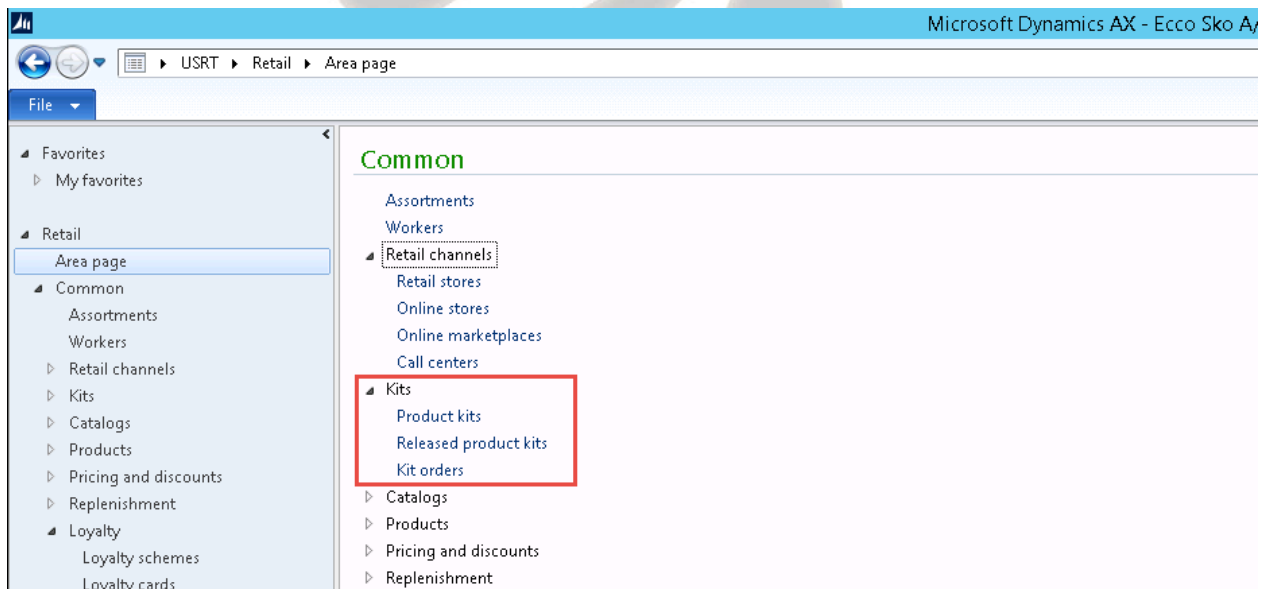 Microsoft Dynamics AX - Ecco Sko A/
USRT Retail Area page
File
Favorites
My favorites
Retail
Area page
Common
Assortments
Workers
Retail channels
Kits
Catalogs
Products
Pricing and discounts
Replenishment
Loyalty
Loyalty schemes
Loyalty cards
Common
Assortments
Workers
Retail channels
Retail stores
Online stores
Online marketplaces
Call centers
Kits
Product kits
Released product kits
Kit orders
Catalogs
Products
Pricing and discounts
Replenishment